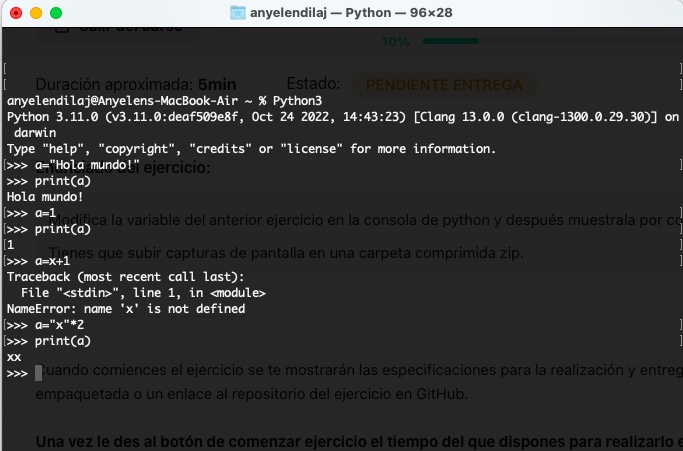 anyelendilaj — Python — 96×28
Salir del curso
10%
Duración aproximada: 5min Estado: PENDIENTE ENTREGA
anyelendilaj@Anyelens-MacBook-Air ~ % Python3
Python 3.11.0 (v3.11.0:deaf509e8f, Oct 24 2022, 14:43:23) [Clang 13.0.0 (clang-1300.0.29.30)] on
darwin
Type "help", "copyright", "credits" or "license" for more information.
>>> a="Hola mundo!"
Enunciado del ejercicio:
>>> print(a)
Hola mundo!
>>> a=1
Modifica la variable del anterior ejercicio en la consola de python y después muestrala por co
>>> print(a)
1
Tienes que subir capturas de pantalla en una carpeta comprimida zip.
>>> a=x+1
Traceback (most recent call last):
File "<stdin>", line 1, in <module>
NameError: name 'x' is not defined
>>> a="x"*2
>>> print(a)
xx
>>>
Cuando comiences el ejercicio se te mostrarán las especificaciones para la realización y entreg
empaquetada o un enlace al repositorio del ejercicio en GitHub.
Una vez le des al botón de comenzar ejercicio el tiempo del que dispones para realizarlo e